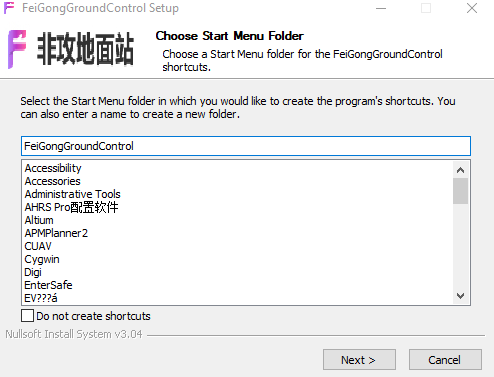 FeiGongGroundControl Setup
非攻地面站
Choose Start Menu Folder
Choose a Start Menu folder for the FeiGongGroundControl
shortcuts.
Select the Start Menu folder in which you would like to create the program's shortcuts. You
can also enter a name to create a new folder.
FeiGongGroundControl
Accessibility
Accessories
Administrative Tools
AHRS Pro配置软件
Altium
APMPlanner2
CUAV
Cygwin
Digi
EnterSafe
EV???á
Do not create shortcuts
Nullsoft Install System v3.04
Next >
Cancel